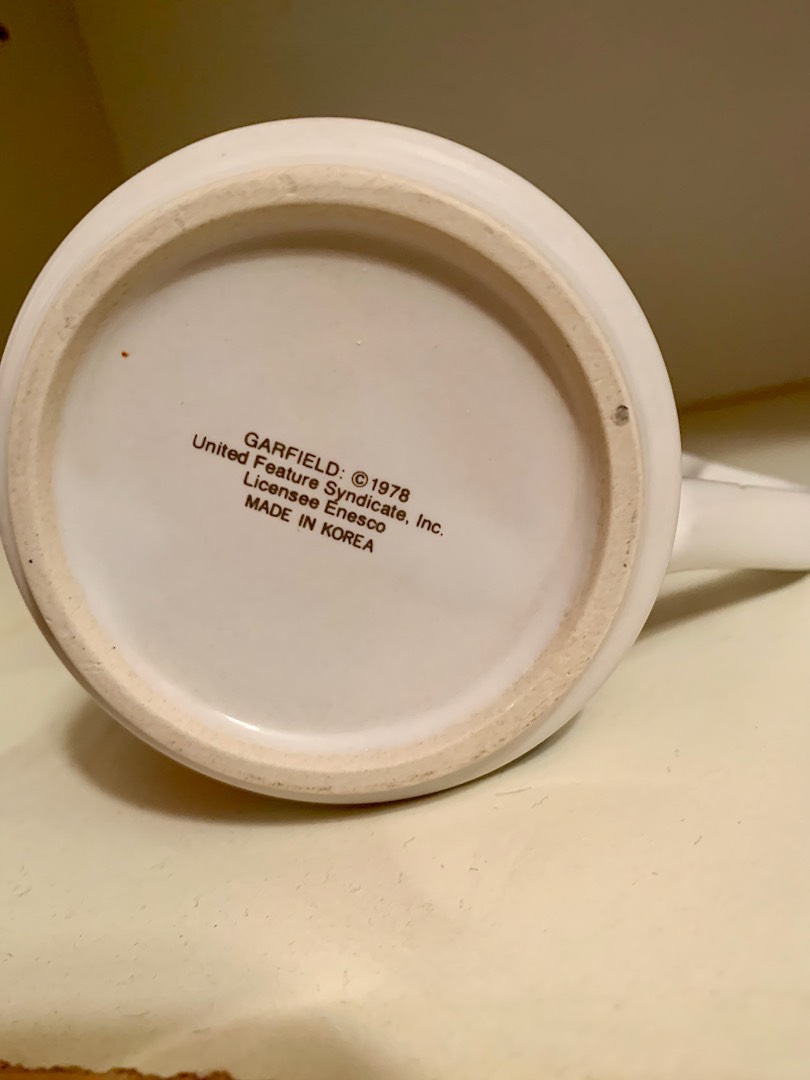 GARFIELD: ©1978
United Feature Syndicate, Inc.
Licensee Enesco
MADE IN KOREA